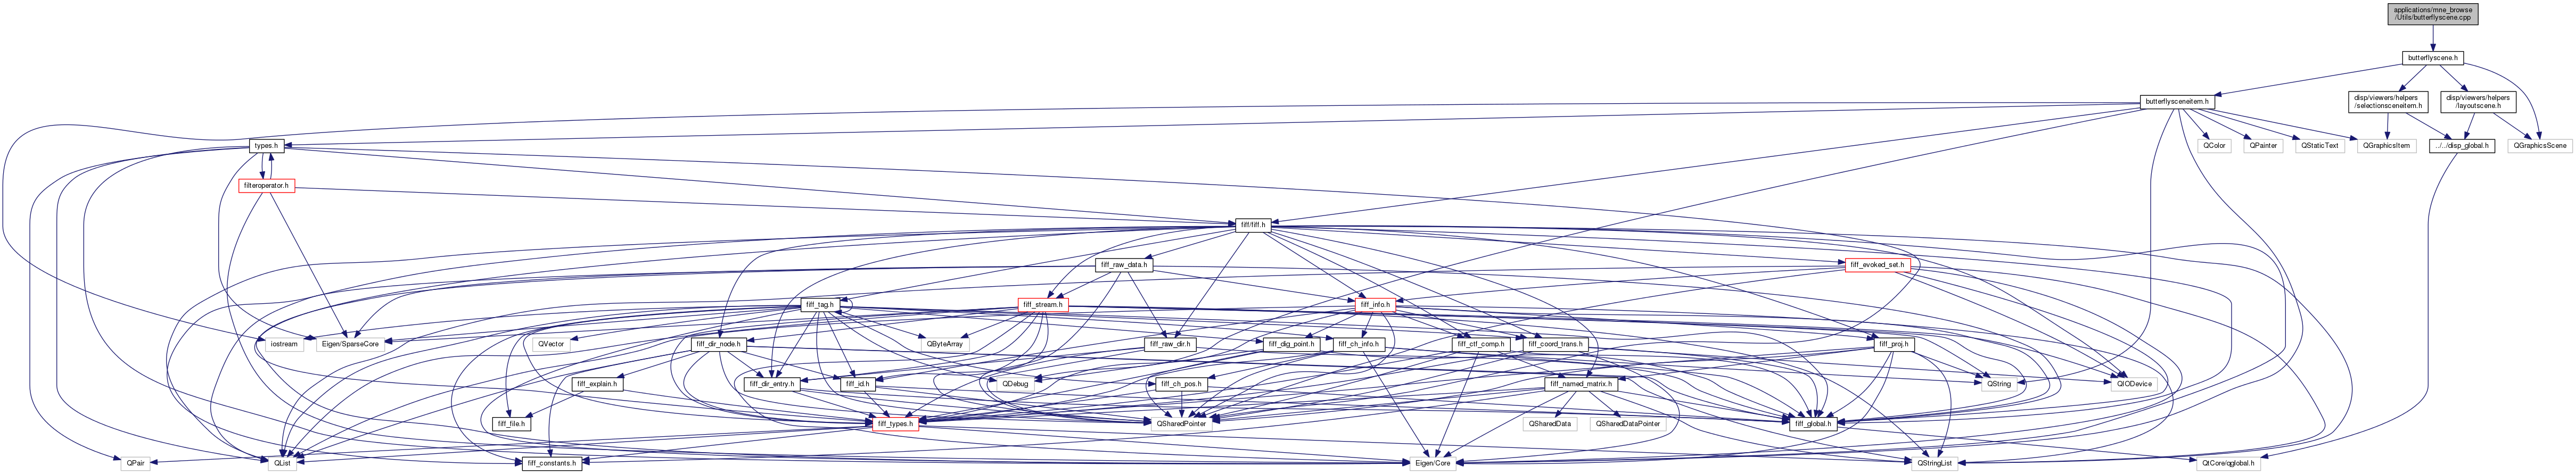 applications/mne_browse
/Utils/butterflyscene.cpp
butterflyscene.h
butterflysceneitem.h
disp/viewers/helpers
/selectionsceneitem.h
disp/viewers/helpers
/layoutscene.h
types.h
QColor
QPainter
QStaticText
QGraphicsItem
../../disp_global.h
QGraphicsScene
filteroperator.h
fiff/fiff.h
fiff_raw_data.h
fiff_evoked_set.h
fiff_tag.h
fiff_stream.h
fiff_info.h
iostream
Eigen/SparseCore
QVector
fiff_dir_node.h
QByteArray
fiff_raw_dir.h
fiff_dig_point.h
fiff_ch_info.h
fiff_ctf_comp.h
fiff_coord_trans.h
fiff_proj.h
fiff_explain.h
fiff_dir_entry.h
fiff_id.h
QDebug
fiff_ch_pos.h
fiff_named_matrix.h
QString
QIODevice
fiff_file.h
fiff_types.h
QSharedPointer
QSharedData
QSharedDataPointer
fiff_global.h
QPair
QList
fiff_constants.h
Eigen/Core
QStringList
QtCore/qglobal.h